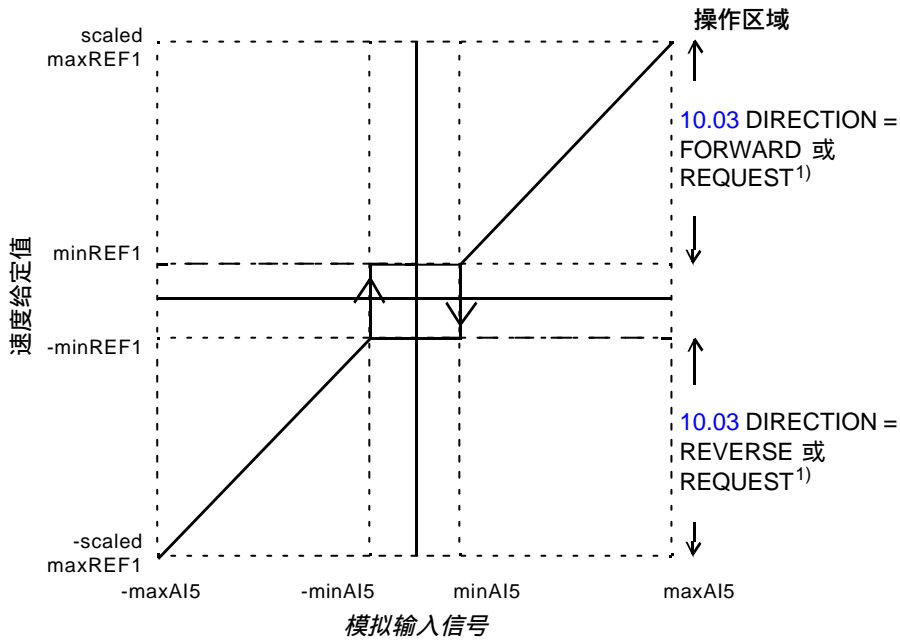 操作区域
scaled
maxREF1
10.03 DIRECTION =
FORWARD 或
REQUEST1)
速度给定值
minREF1
-minREF1
10.03 DIRECTION =
REVERSE 或
REQUEST1)
-scaled
maxREF1
-maxAI5
-minAI5
minAI5
maxAI5
模拟输入信号